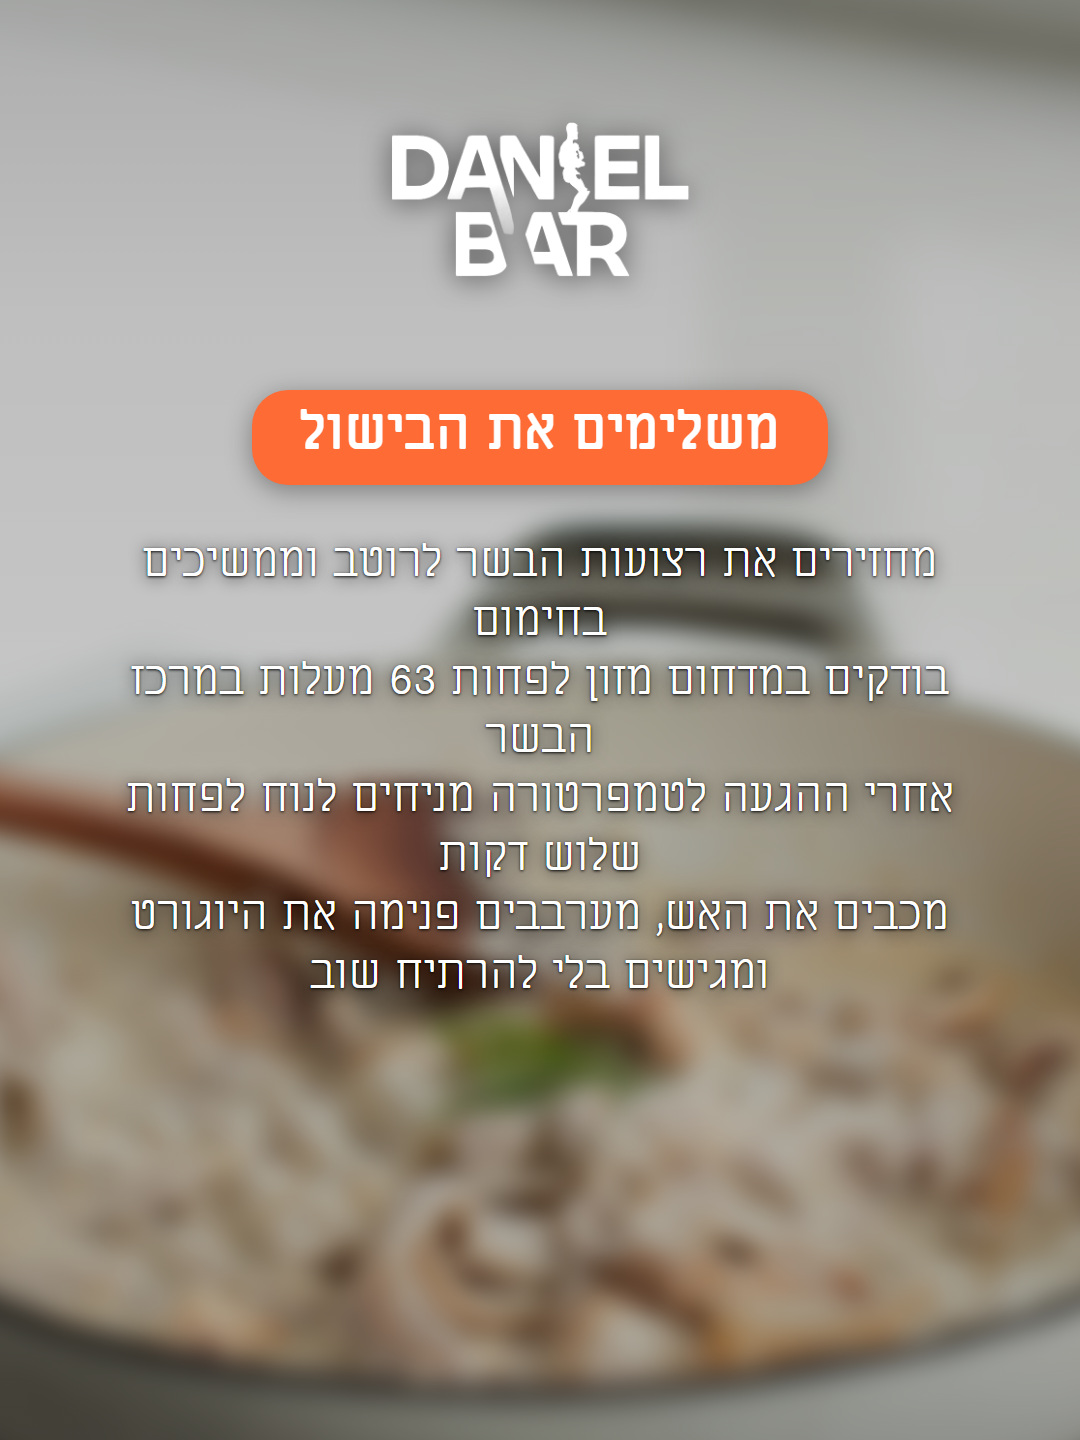 DANIEL
BAR
משלימים את הבישול
מחזירים את רצועות הבשר לרוטב וממשיכים
בחימום
בודקים במדחום מזון לפחות 63 מעלות במרכז
הבשר
אחרי ההגעה לטמפרטורה מניחים לנוח לפחות
שלוש דקות
מכבים את האש, מערבבים פנימה את היוגורט
ומגישים בלי להרתיח שוב